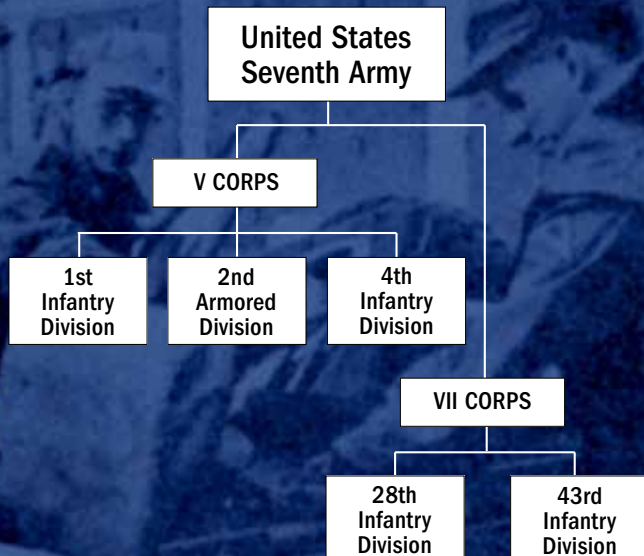 United States
Seventh Army
V CORPS
1st
Infantry
Division
2nd
Armored
Division
4th
Infantry
Division
VII CORPS
28th
Infantry
Division
43rd
Infantry
Division